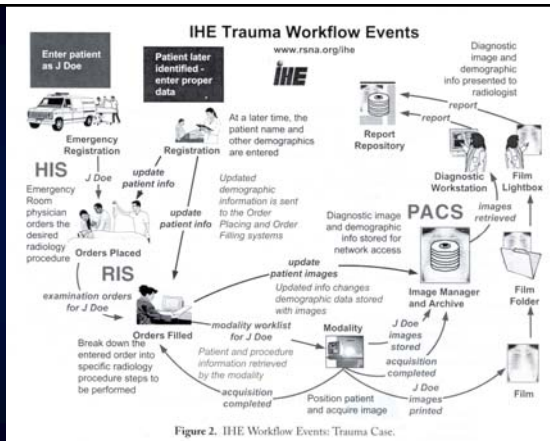 IHE Trauma Workflow Events
www.rsna.org/ihe
IHE
Enter patient
as J Doe
Patient later
identified -
enter proper
data
Emergency
Registration
Registration
At a later time, the
patient name and
other demographics
are entered
HIS
J Doe
update
patient info
Emergency
Room
physician
orders the
desired
radiology
procedure
Orders Placed
update
patient info
Updated
demographic
information is sent
to the Order
Placing and Order
Filling systems
Diagnostic
image and
demographic
info presented to
radiologist
report
report
Report
Repository
Diagnostic
Workstation
Film
Lightbox
PACS
images
retrieved
Diagnostic image
and demographic
info stored for
network access
RIS
examination orders
for J Doe
Orders Filled
update
patient images
Updated info changes
demographic data stored
with images
Image Manager
and Archive
Film
Folder
modality worklist
for J Doe
Patient and procedure
information retrieved
by the modality
Modality
J Doe
images
stored
acquisition
completed
Break down the
entered order into
specific radiology
procedure steps to
be performed
acquisition
completed
Position patient
and acquire image
J Doe
images
printed
Film
Figure 2. IHE Workflow Events: Trauma Case.